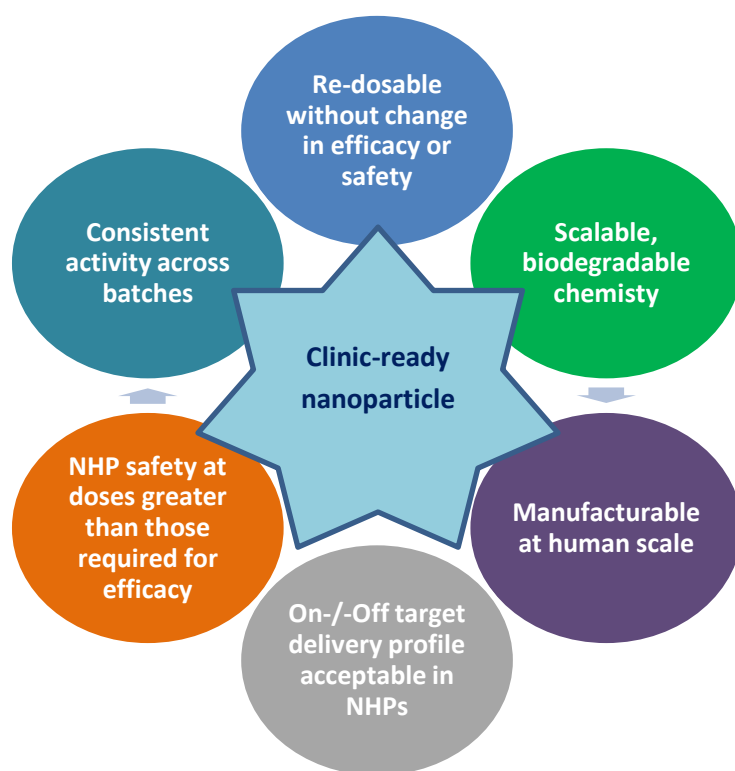 Re-dosable
without change
in efficacy or
safety
Consistent
activity across
batches
Scalable,
biodegradable
chemisty
Clinic-ready
nanoparticle
NHP safety at
doses greater
than those
required for
efficacy
Manufacturable
at human scale
On-/-Off target
delivery profile
acceptable in
NHPs